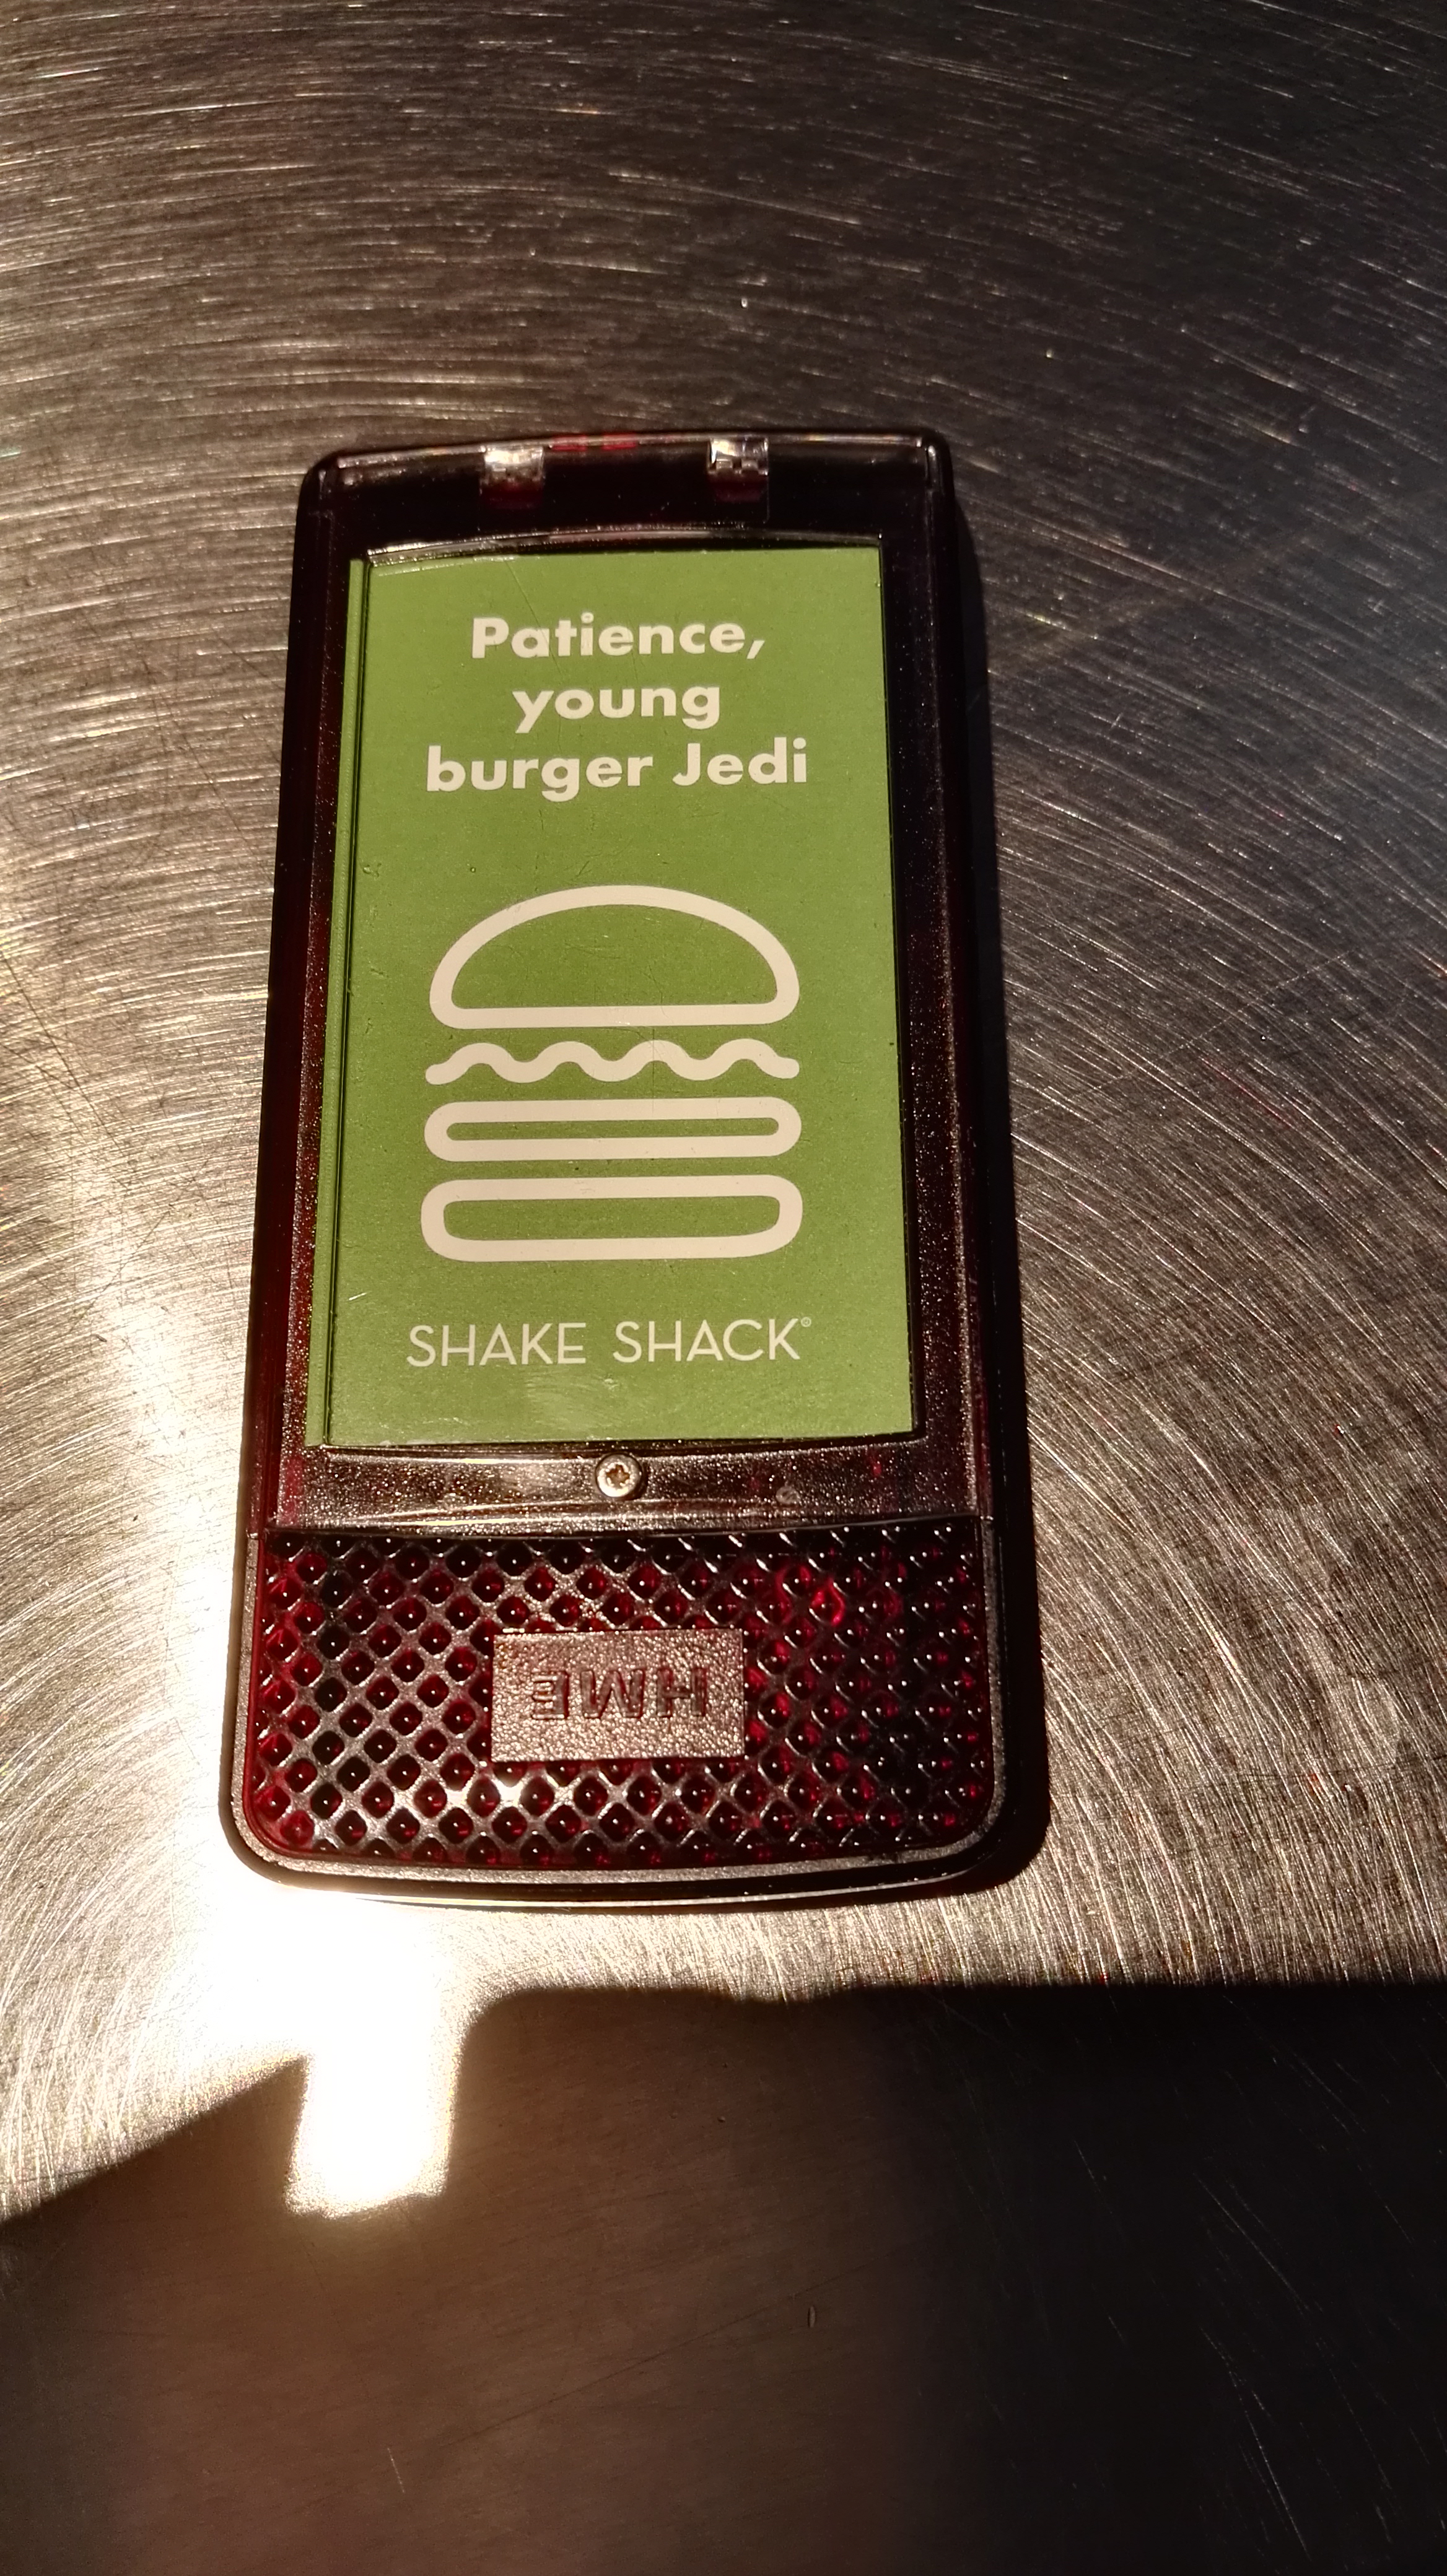 Patience,
young
burger Jedi
SHAKE SHACK®
HME